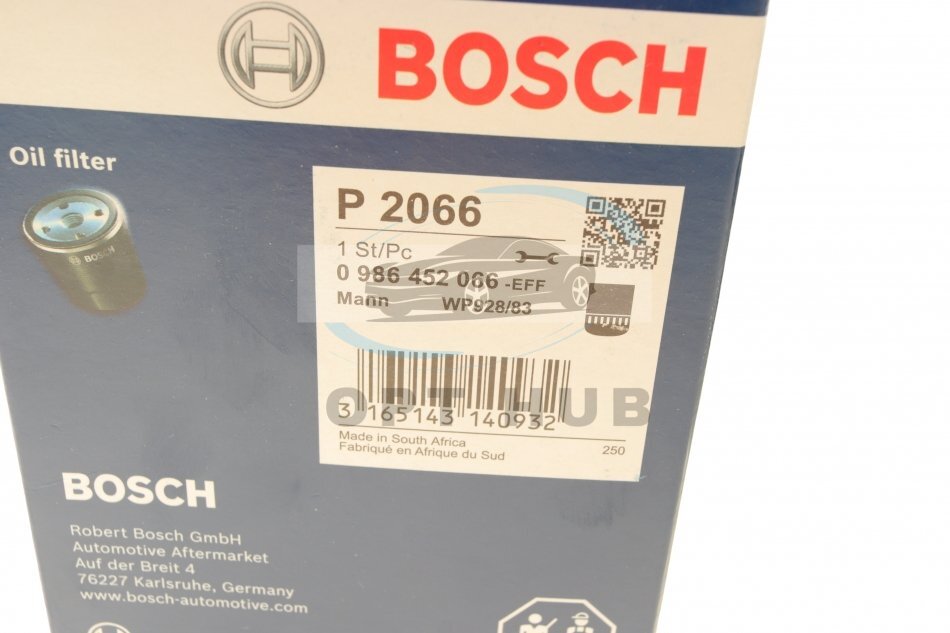 BOSCH
Oil filter
BOSCH
P 2066
1 St/Pc
0 986 452 066 -EFF
Mann WP928/83
OPT HUB
3 165143 140932
Made in South Africa
Fabriqué en Afrique du Sud
250
BOSCH
Robert Bosch GmbH
Automotive Aftermarket
Auf der Breit 4
76227 Karlsruhe, Germany
www.bosch-automotive.com